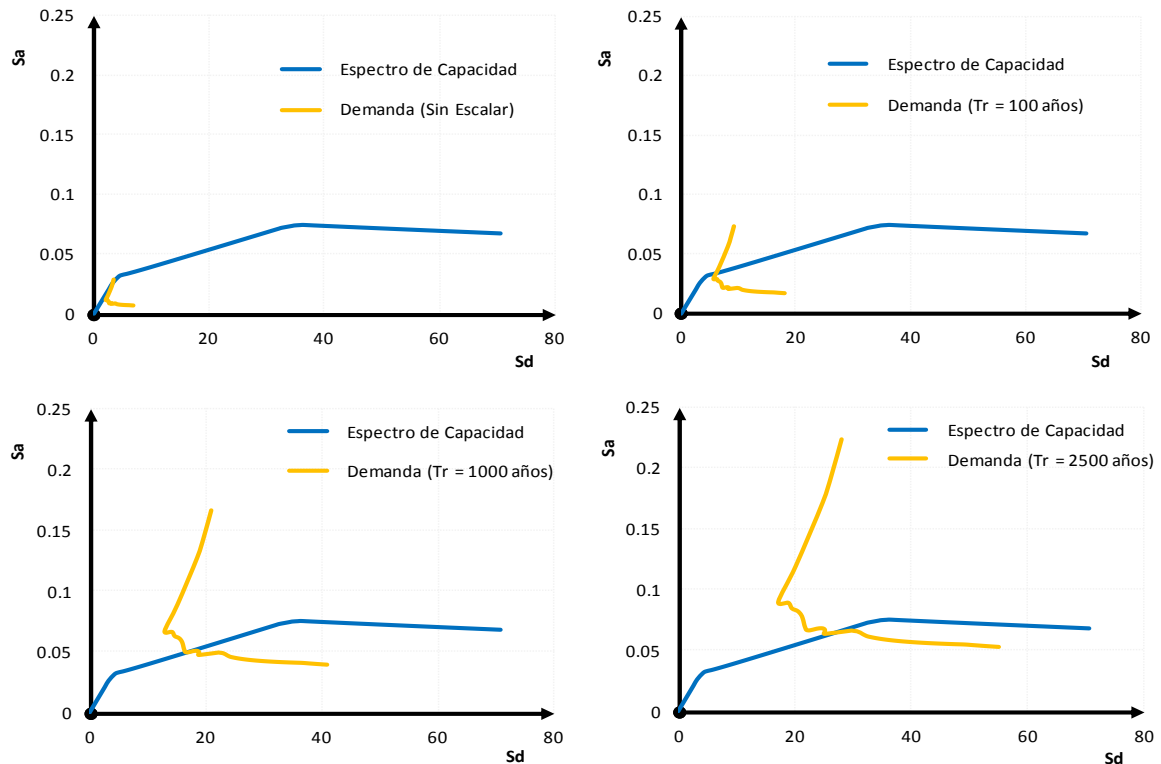 0.25
Sa
0.2
0.15
0.1
0.05
0
0 20 40 60 80
Sd
Espectro de Capacidad
Demanda (Sin Escalar)
0.25
Sa
0.2
0.15
0.1
0.05
0
0 20 40 60 80
Sd
Espectro de Capacidad
Demanda (Tr = 100 años)
0.25
Sa
0.2
0.15
0.1
0.05
0
0 20 40 60 80
Sd
Espectro de Capacidad
Demanda (Tr = 1000 años)
0.25
Sa
0.2
0.15
0.1
0.05
0
0 20 40 60 80
Sd
Espectro de Capacidad
Demanda (Tr = 2500 años)